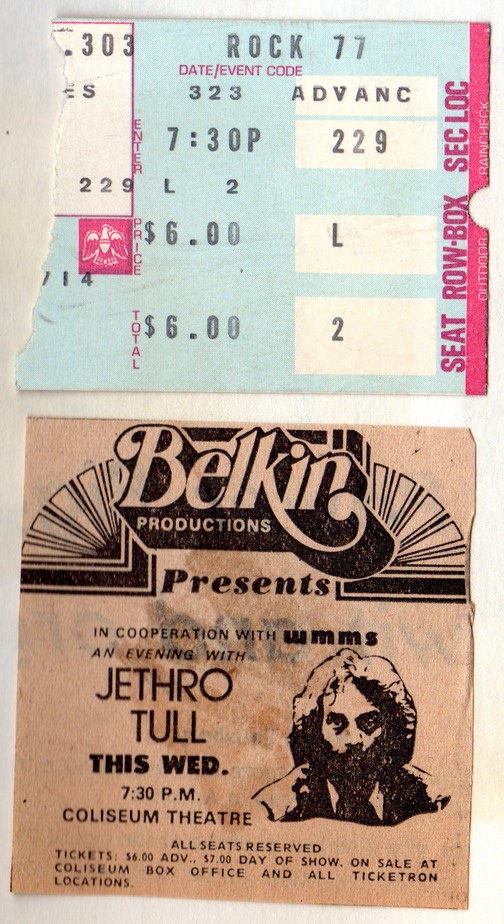 .303 ROCK 77
DATE/EVENT CODE
ES 323 ADVANC
ENTER 7:30P 229
229 L 2
PRICE $6.00 L
714
TOTAL $6.00 2
SEAT ROW-BOX SEC LOC
OUTDOOR RAINCHECK
Belkin
PRODUCTIONS
Presents
IN COOPERATION WITH wmms
AN EVENING WITH
JETHRO
TULL
THIS WED.
7:30 P.M.
COLISEUM THEATRE
ALL SEATS RESERVED
TICKETS: $6.00 ADV., $7.00 DAY OF SHOW. ON SALE AT
COLISEUM BOX OFFICE AND ALL TICKETRON
LOCATIONS.